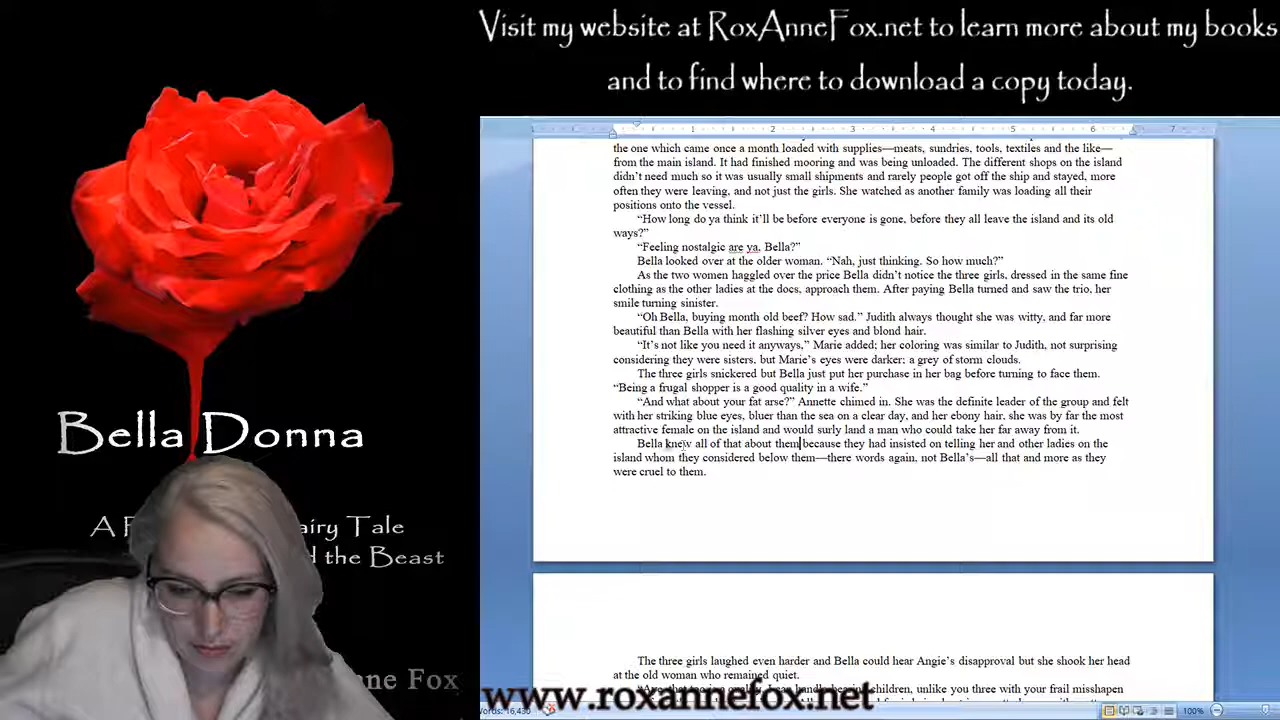 Visit my website at RoxAnneFox.net to learn more about my books
and to find where to download a copy today.
the one which came once a month loaded with supplies—meats, sundries, tools, textiles and the like—
from the main island. It had finished mooring and was being unloaded. The different shops on the island
didn't need much so it was usually small shipments and rarely people got off the ship and stayed, more
often they were leaving, and not just the girls. She watched as another family was loading all their
positions onto the vessel.
“How long do ya think it'll be before everyone is gone, before they all leave the island and its old
ways?”
“Feeling nostalgic are ya, Bella?”
Bella looked over at the older woman. “Nah, just thinking. So how much?”
As the two women haggled over the price Bella didn't notice the three girls, dressed in the same fine
clothing as the other ladies at the docs, approach them. After paying Bella turned and saw the trio, her
smile turning sinister.
“Oh Bella, buying month old beef? How sad.” Judith always thought she was witty, and far more
beautiful than Bella with her flashing silver eyes and blond hair.
“It's not like you need it anyways,” Marie added; her coloring was similar to Judith, not surprising
considering they were sisters, but Marie's eyes were darker; a grey of storm clouds.
The three girls snickered but Bella just put her purchase in her bag before turning to face them.
“Being a frugal shopper is a good quality in a wife.”
“And what about your fat arse?” Annette chimed in. She was the definite leader of the group and felt
with her striking blue eyes, bluer than the sea on a clear day, and her ebony hair, she was by far the most
attractive female on the island and would surly land a man who could take her far away from it.
Bella knew all of that about them because they had insisted on telling her and other ladies on the
island whom they considered below them—there words again, not Bella's—all that and more as they
were cruel to them.
The three girls laughed even harder and Bella could hear Angie's disapproval but she shook her head
at the old woman who remained quiet.
children, unlike you three with your frail misshapen
Bella Donna
A F airy Tale
d the Beast
ne Fox
www.roxannefox.net
Words: 16,430
100%